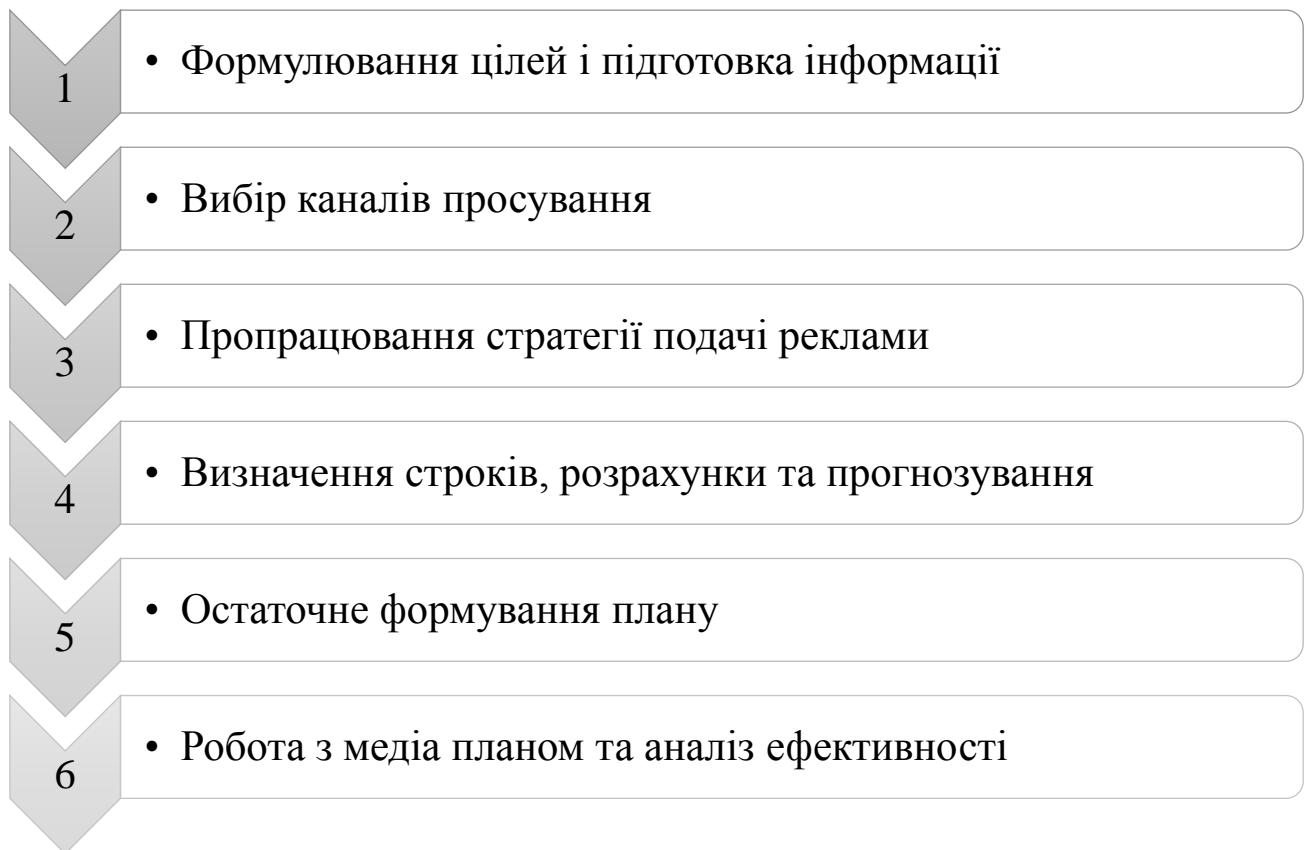 1
• Формулювання цілей і підготовка інформації
2
• Вибір каналів просування
3
• Пропрацювання стратегії подачі реклами
4
• Визначення строків, розрахунки та прогнозування
5
• Остаточне формування плану
6
• Робота з медіа планом та аналіз ефективності